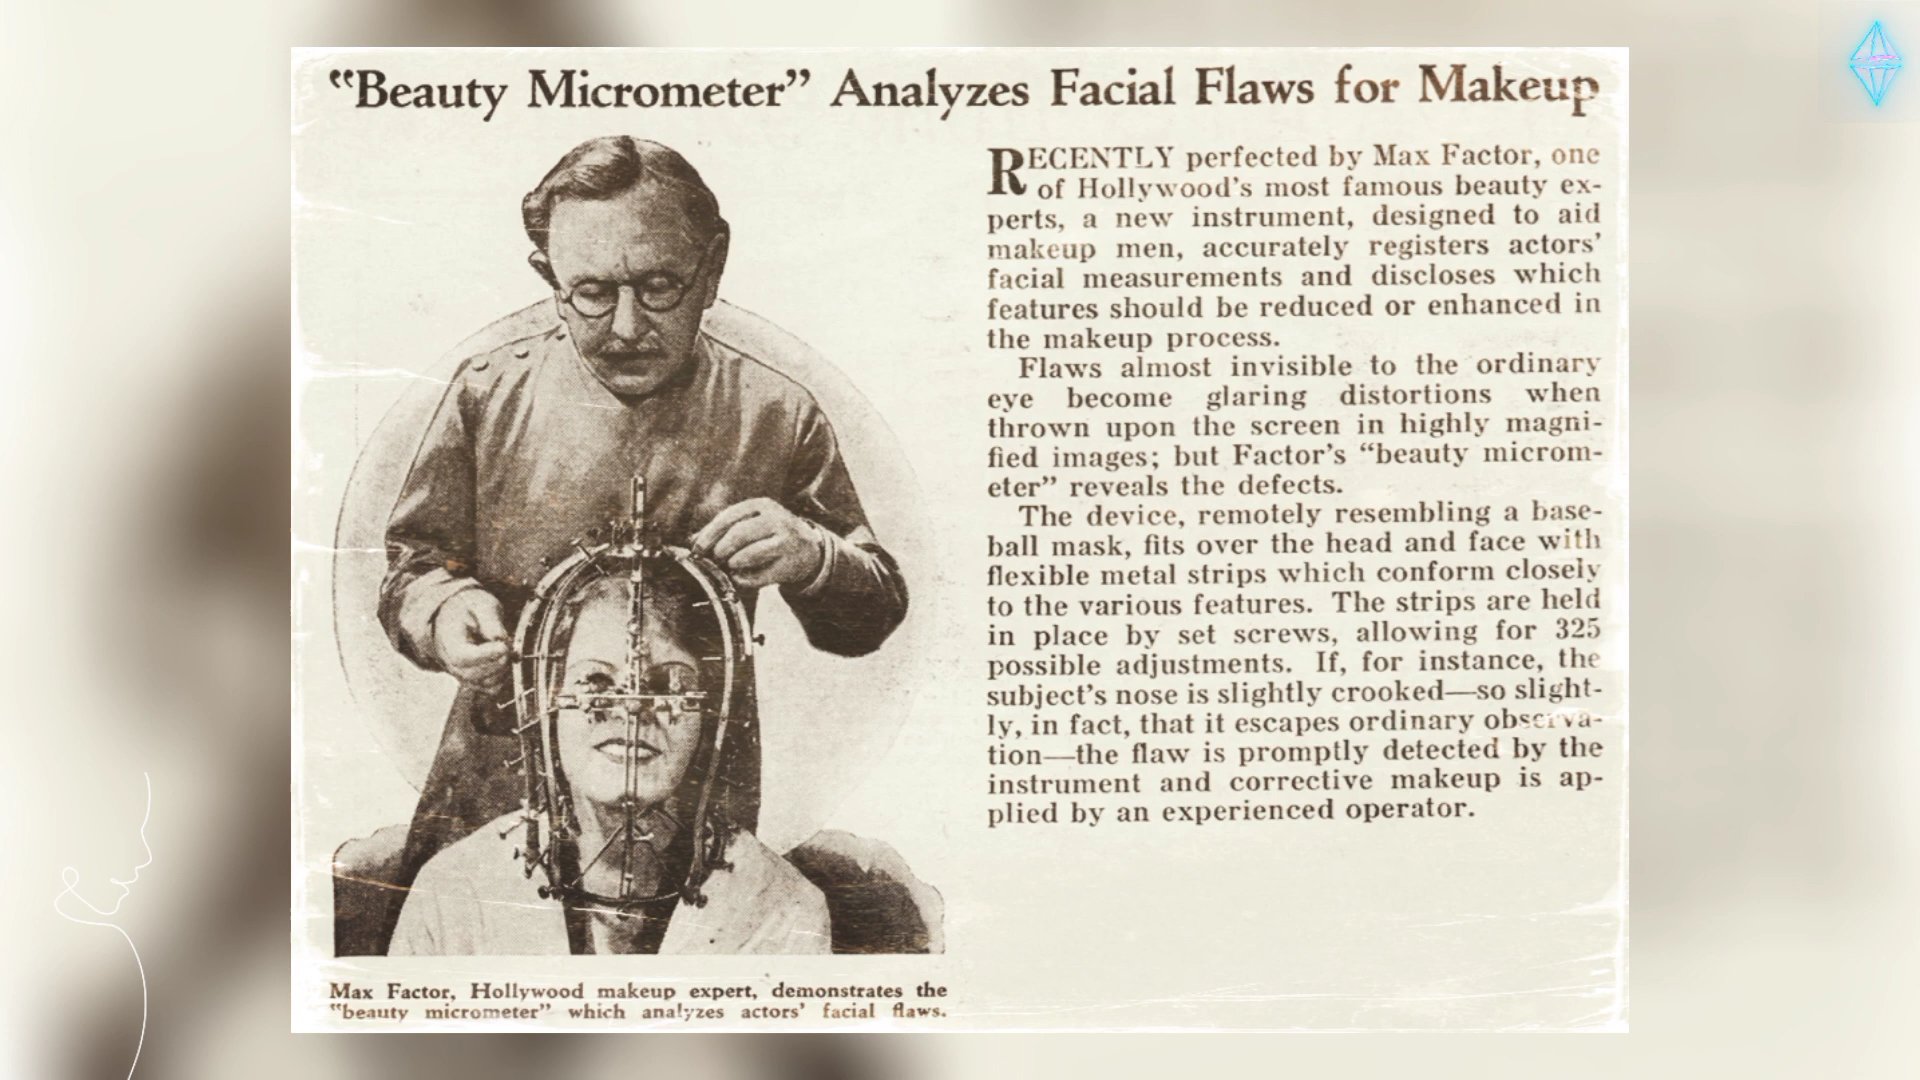 "Beauty Micrometer" Analyzes Facial Flaws for Makeup
RECENTLY perfected by Max Factor, one
of Hollywood's most famous beauty ex-
perts, a new instrument, designed to aid
makeup men, accurately registers actors'
facial measurements and discloses which
features should be reduced or enhanced in
the makeup process.
Flaws almost invisible to the ordinary
eye become glaring distortions when
thrown upon the screen in highly magni-
fied images; but Factor's "beauty microm-
eter" reveals the defects.
The device, remotely resembling a base-
ball mask, fits over the head and face with
flexible metal strips which conform closely
to the various features. The strips are held
in place by set screws, allowing for 325
possible adjustments. If, for instance, the
subject's nose is slightly crooked—so slight-
ly, in fact, that it escapes ordinary observa-
tion—the flaw is promptly detected by the
instrument and corrective makeup is ap-
plied by an experienced operator.
Max Factor, Hollywood makeup expert, demonstrates the
"beauty micrometer" which analyzes actors' facial flaws.